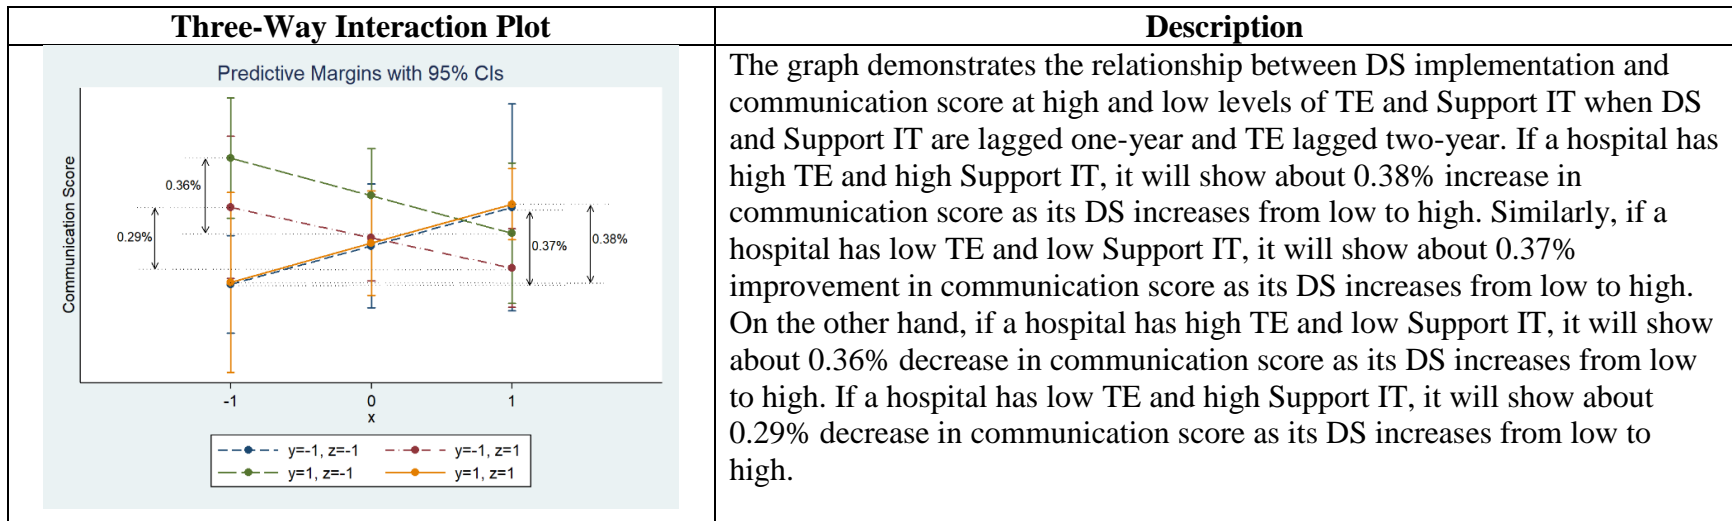 Three-Way Interaction Plot
Description
Predictive Margins with 95% CIs
Communication Score
0.36%
0.29%
0.37%
0.38%
-1
0
1
x
y=-1, z=-1
y=-1, z=1
y=1, z=-1
y=1, z=1
The graph demonstrates the relationship between DS implementation and
communication score at high and low levels of TE and Support IT when DS
and Support IT are lagged one-year and TE lagged two-year. If a hospital has
high TE and high Support IT, it will show about 0.38% increase in
communication score as its DS increases from low to high. Similarly, if a
hospital has low TE and low Support IT, it will show about 0.37%
improvement in communication score as its DS increases from low to high.
On the other hand, if a hospital has high TE and low Support IT, it will show
about 0.36% decrease in communication score as its DS increases from low
to high. If a hospital has low TE and high Support IT, it will show about
0.29% decrease in communication score as its DS increases from low to
high.